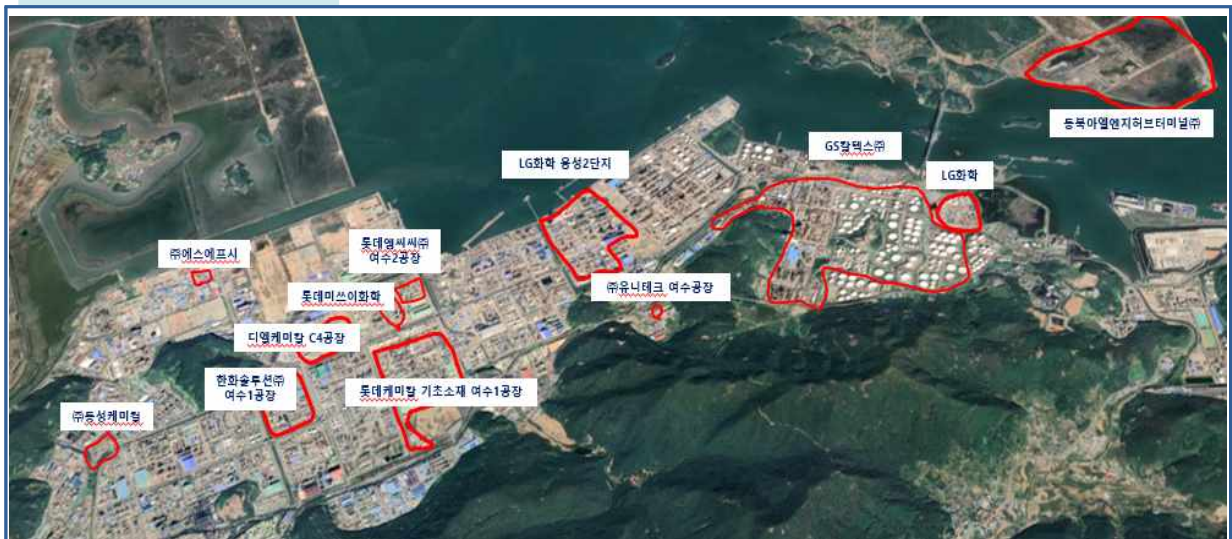 동북아엘엔지허브터미널㈜
GS칼텍스㈜
LG화학 용성2단지
LG화학
㈜에스에프시
롯데엠씨씨㈜
여수2공장
롯데미쓰이화학
㈜유니테크 여수공장
디엘케미칼 C4공장
한화솔루션㈜
여수1공장
롯데케미칼 기초소재 여수1공장
㈜동성케미컬